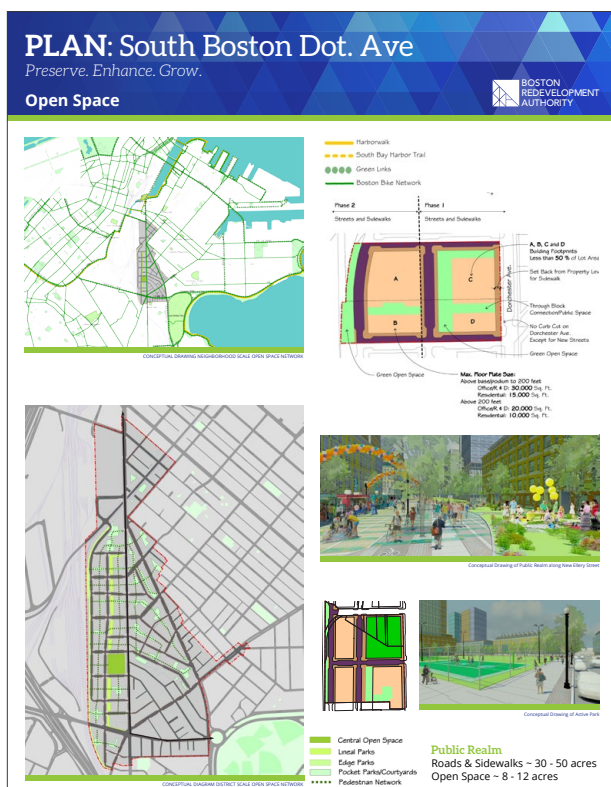 PLAN: South Boston Dot. Ave
Preserve. Enhance. Grow.
Open Space
BOSTON
REDEVELOPMENT
AUTHORITY
Harborwalk
South Bay Harbor Trail
Green Links
Boston Bike Network
Phase 2
Phase 1
Streets and Sidewalks
Streets and Sidewalks
A, B, C and D
Building Footprints
Less than 50 % of Lot Area
Set Back from Property Line
for Sidewalk
Dorchester Ave.
Through Block
Connection/Public Space
No Curb Cut on
Dorchester Ave.
Except for New Streets
Green Open Space
A
B
C
D
Green Open Space
Max. Floor Plate Size:
Above base/podium to 200 feet
Office/R & D: 30,000 Sq. Ft.
Residential: 15,000 Sq. Ft.
Above 200 feet
Office/R & D: 20,000 Sq. Ft.
Residential: 10,000 Sq. Ft.
CONCEPTUAL DRAWING NEIGHBORHOOD SCALE OPEN SPACE NETWORK
Conceptual Drawing of Public Realm along New Ellery Street
Conceptual Drawing of Active Park
Central Open Space
Lineal Parks
Edge Parks
Pocket Parks/Courtyards
Pedestrian Network
Public Realm
Roads & Sidewalks ~ 30 - 50 acres
Open Space ~ 8 - 12 acres
CONCEPTUAL DIAGRAM DISTRICT SCALE OPEN SPACE NETWORK